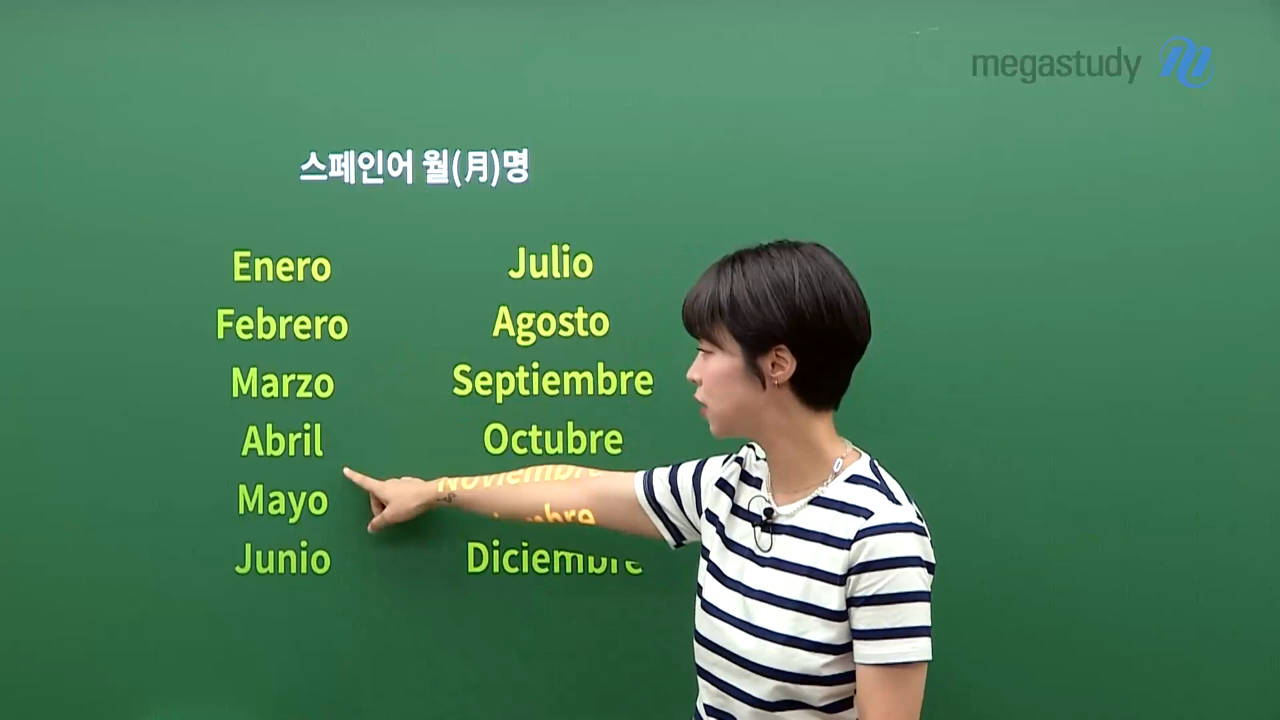 megastudy
스페인어 월(月)명
Enero
Febrero
Marzo
Abril
Mayo
Junio
Julio
Agosto
Septiembre
Octubre
Noviembre
Diciembre